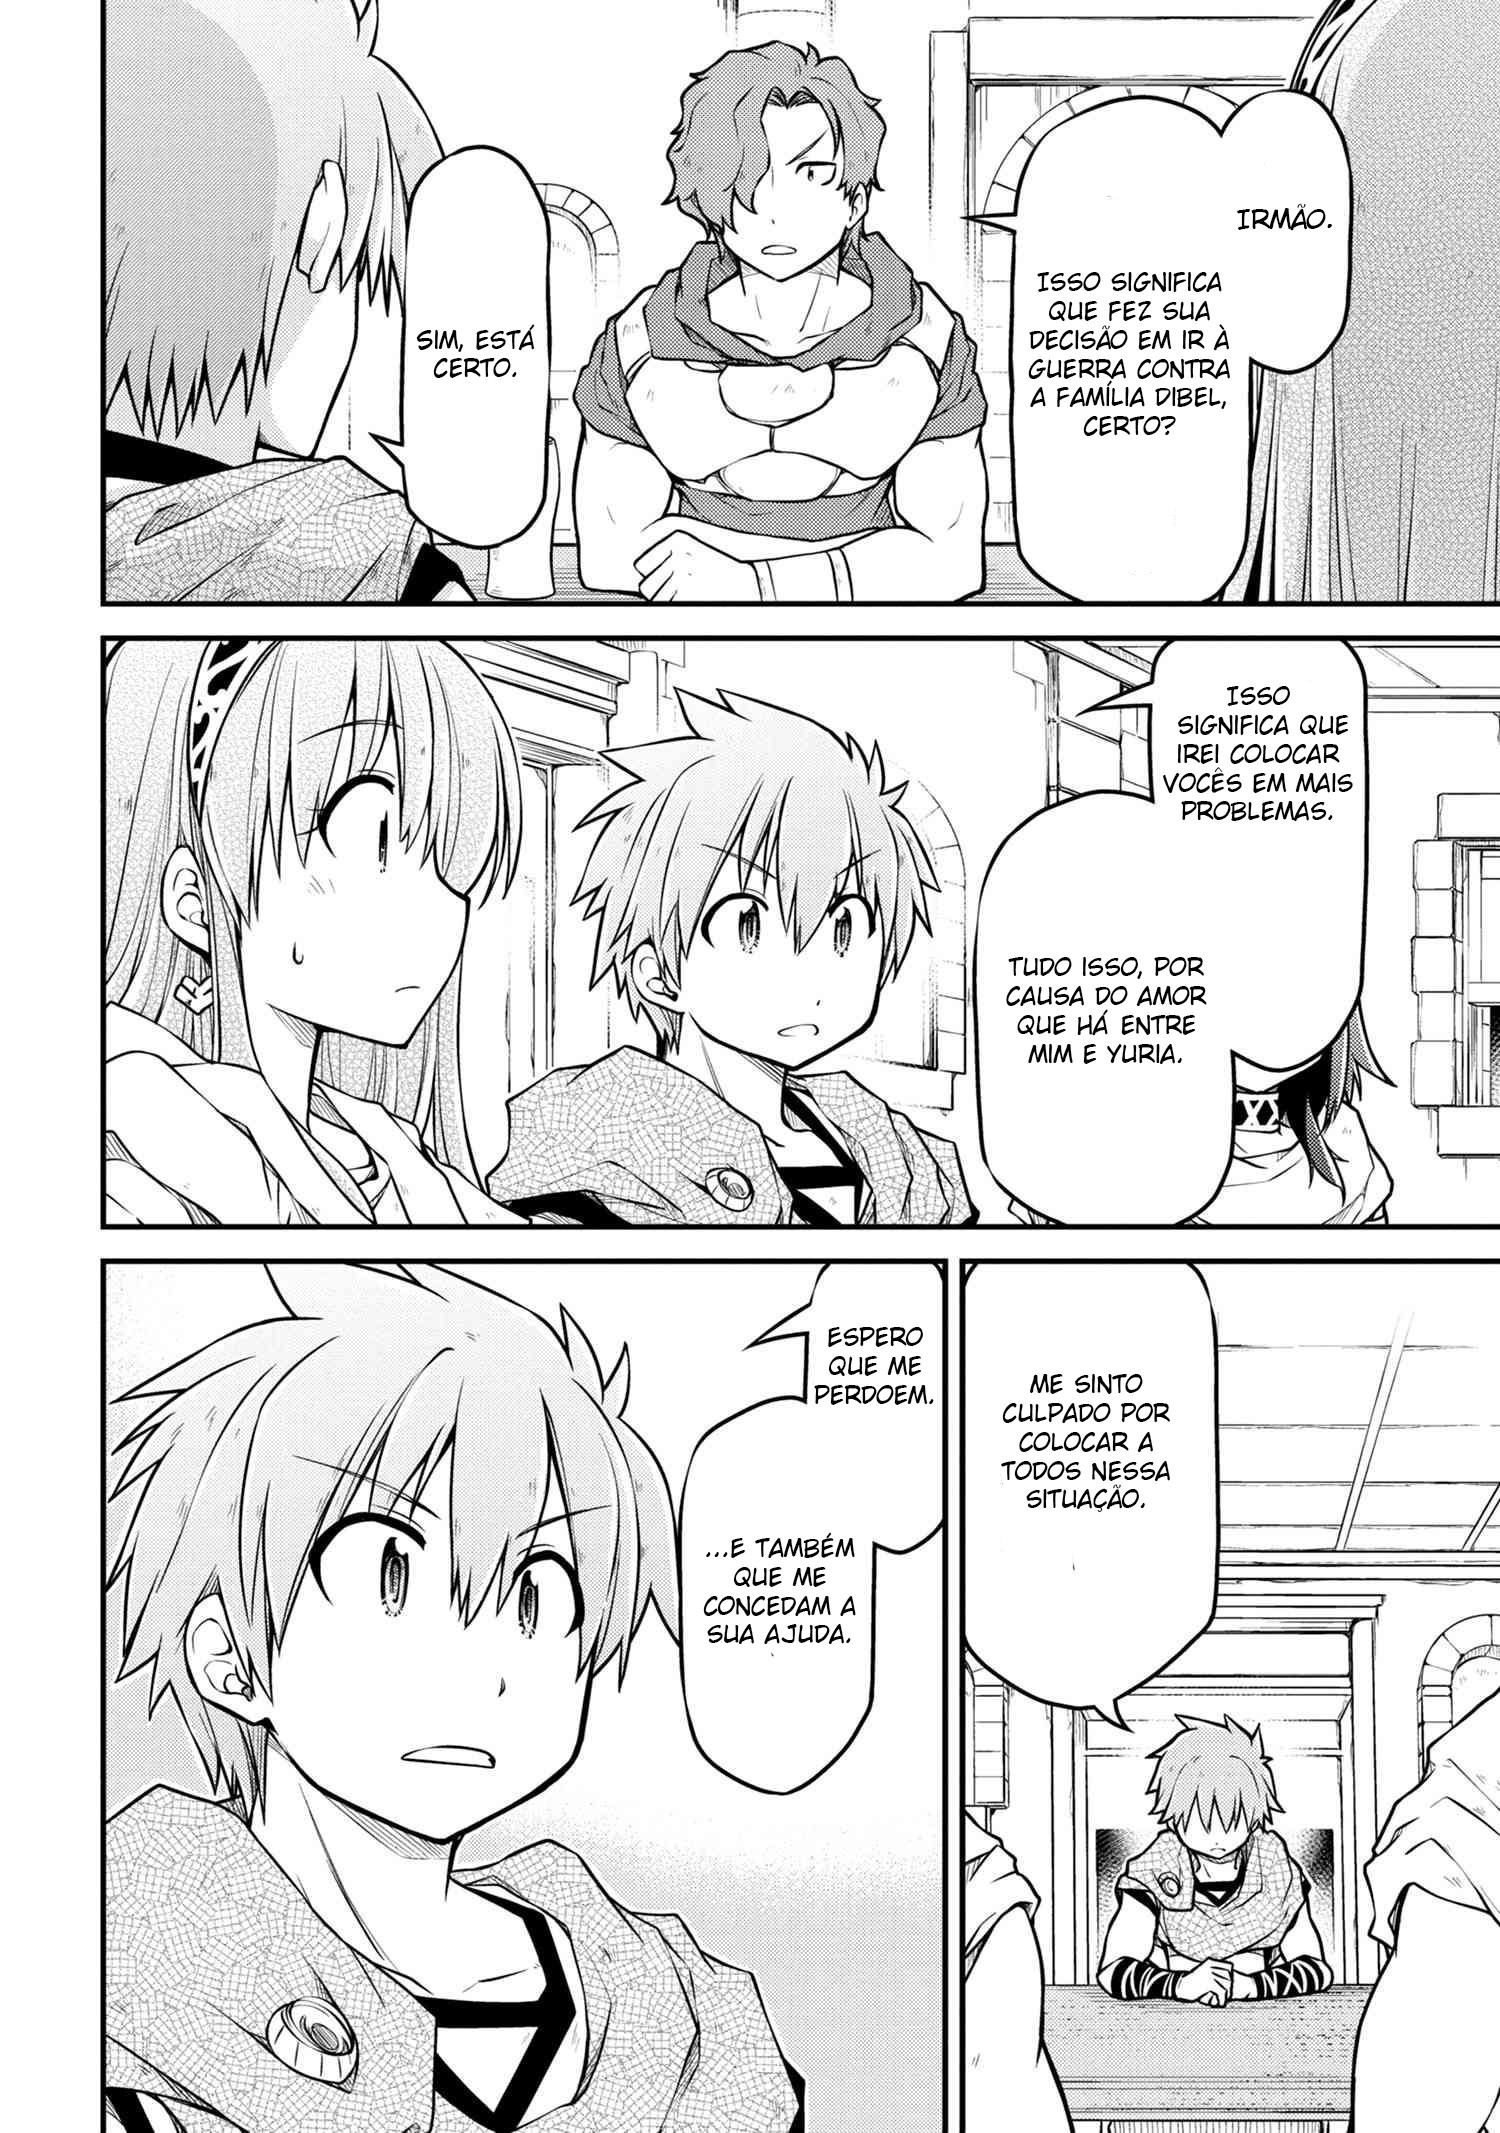 IRMÃO.
ISSO SIGNIFICA
QUE FEZ SUA
DECISÃO EM IR À
GUERRA CONTRA
A FAMÍLIA DIBEL,
CERTO?
SIM, ESTÁ
CERTO.
ISSO
SIGNIFICA QUE
IREI COLOCAR
VOCÊS EM MAIS
PROBLEMAS.
TUDO ISSO, POR
CAUSA DO AMOR
QUE HÁ ENTRE
MIM E YURIA.
ME SINTO
CULPADO POR
COLOCAR A
TODOS NESSA
SITUAÇÃO.
ESPERO
QUE ME
PERDOEM.
...E TAMBÉM
QUE ME
CONCEDAM A
SUA AJUDA.